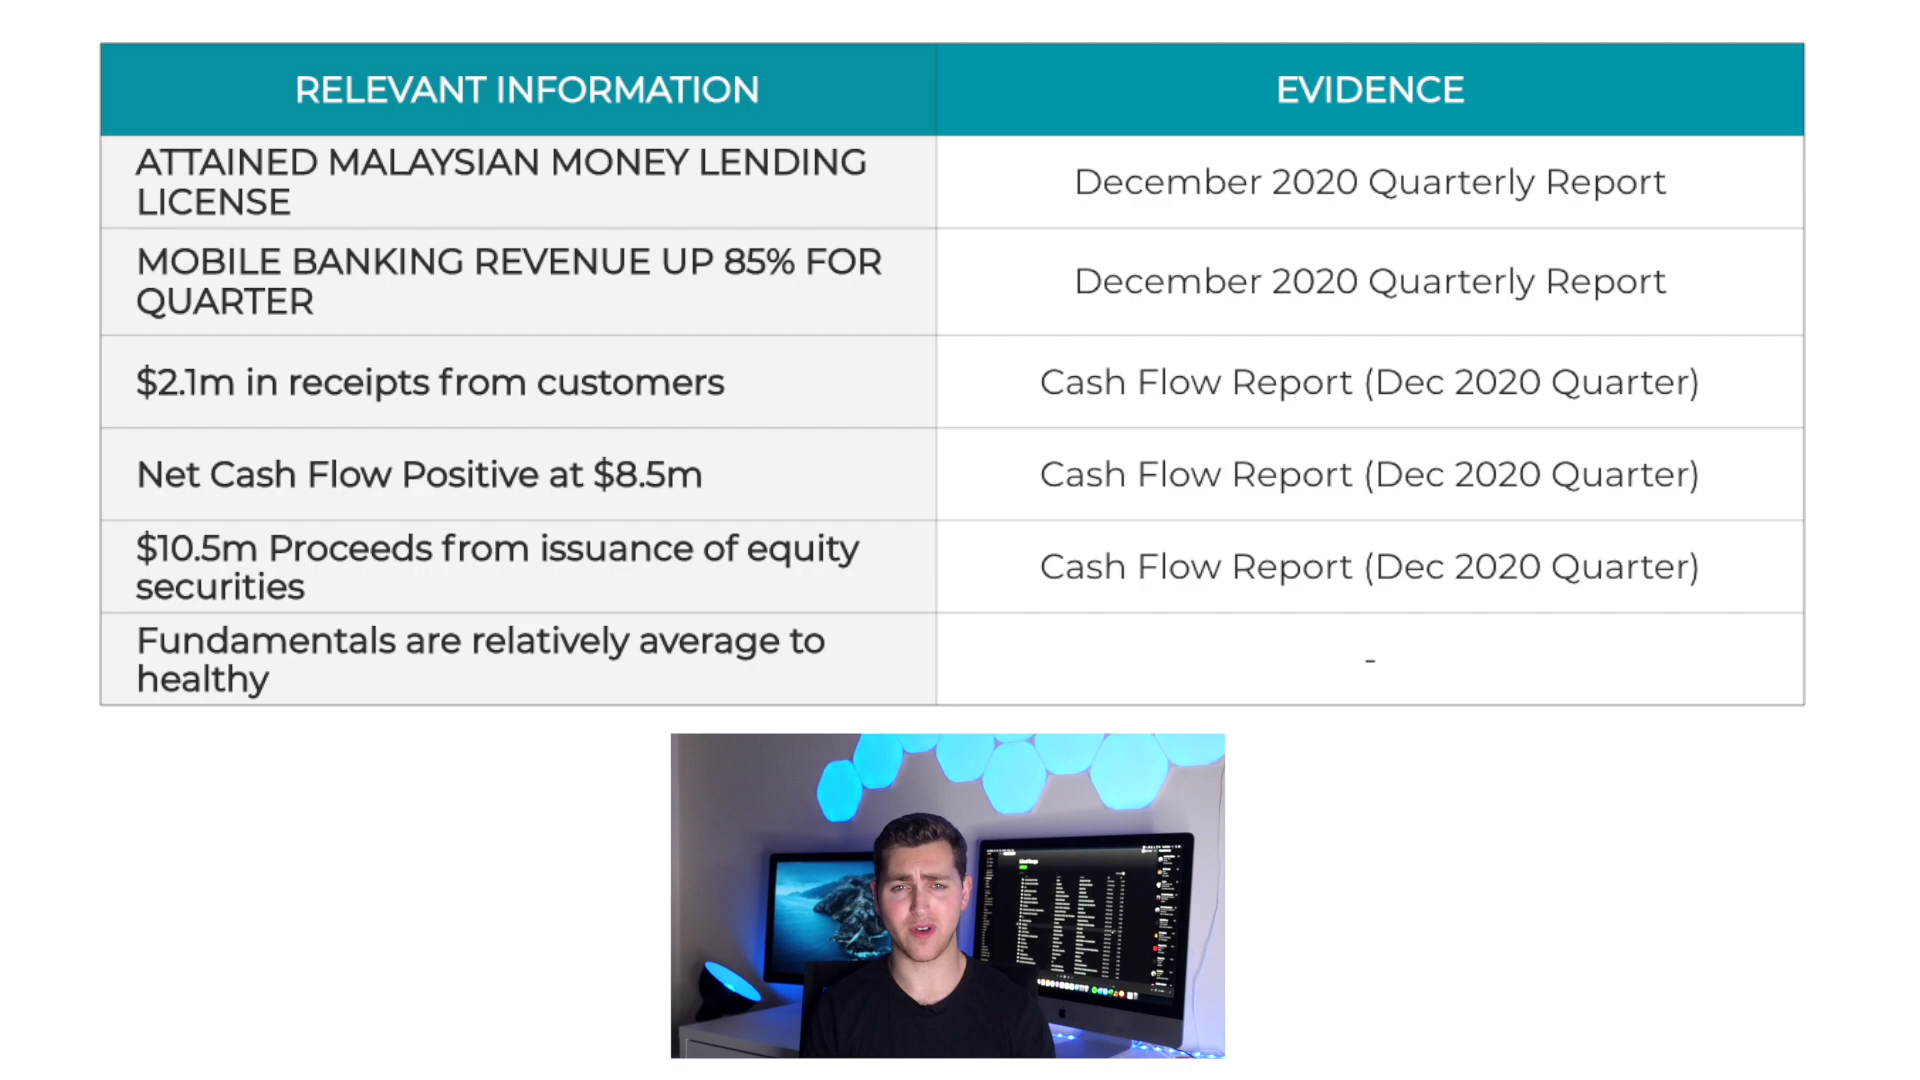 RELEVANT INFORMATION
EVIDENCE
ATTAINED MALAYSIAN MONEY LENDING
LICENSE
December 2020 Quarterly Report
MOBILE BANKING REVENUE UP 85% FOR
QUARTER
December 2020 Quarterly Report
$2.1m in receipts from customers
Cash Flow Report (Dec 2020 Quarter)
Net Cash Flow Positive at $8.5m
Cash Flow Report (Dec 2020 Quarter)
$10.5m Proceeds from issuance of equity
securities
Cash Flow Report (Dec 2020 Quarter)
Fundamentals are relatively average to
healthy
-